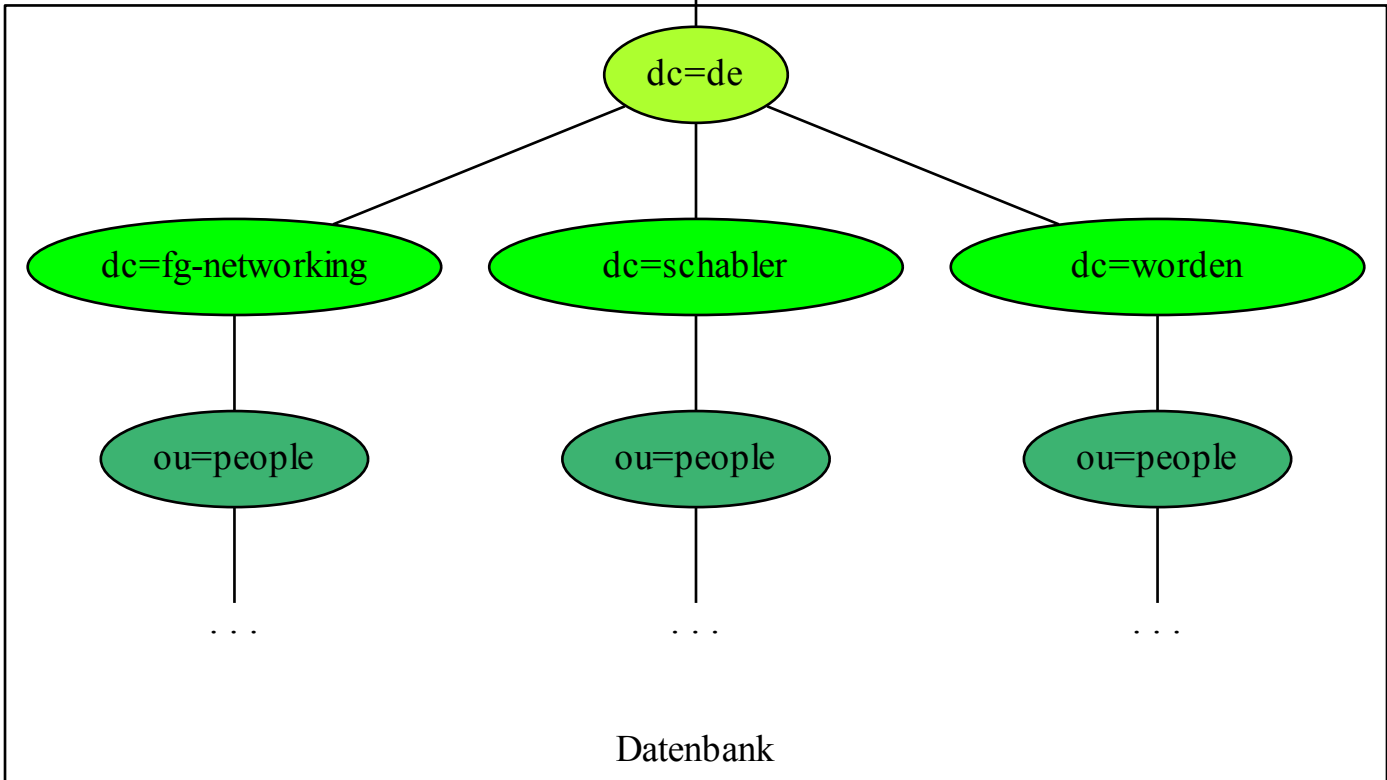 dc=de
dc=fg-networking
dc=schabler
dc=worden
ou=people
ou=people
ou=people
. . .
. . .
. . .
Datenbank